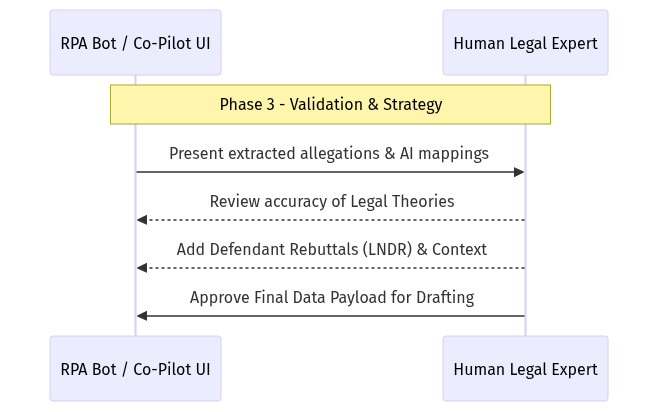 RPA Bot / Co-Pilot UI
Human Legal Expert
Phase 3 - Validation & Strategy
Present extracted allegations & AI mappings
Review accuracy of Legal Theories
Add Defendant Rebuttals (LNDR) & Context
Approve Final Data Payload for Drafting
RPA Bot / Co-Pilot UI
Human Legal Expert